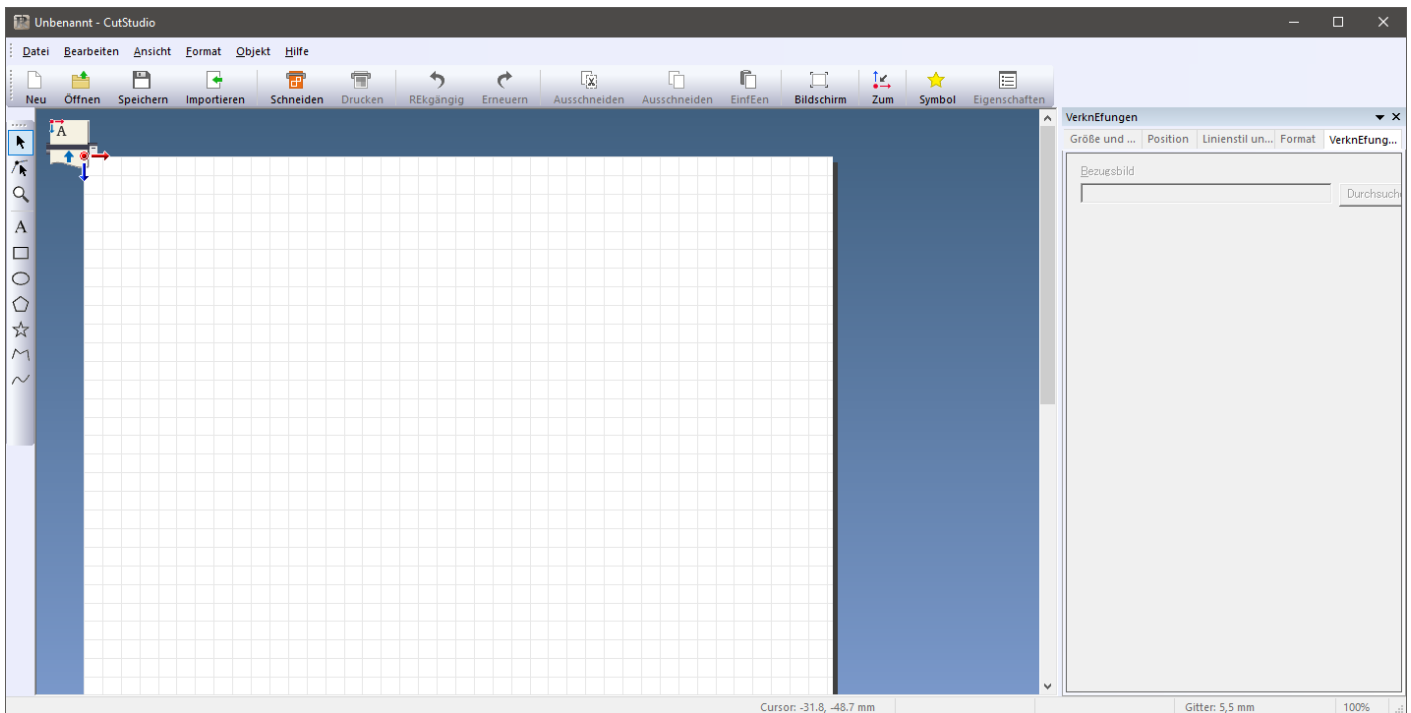 Unbenannt - CutStudio
Datei Bearbeiten Ansicht Format Objekt Hilfe
Neu Öffnen Speichern Importieren Schneiden Drucken REkgängig Erneuern Ausschneiden Ausschneiden EinfEen Bildschirm Zum Symbol Eigenschaften
VerknEfungen
Größe und ... Position Linienstil un... Format VerknEfung...
A
Bezugsbild
Durchsuch
A
Cursor: -31.8, -48.7 mm Gitter: 5,5 mm 100%